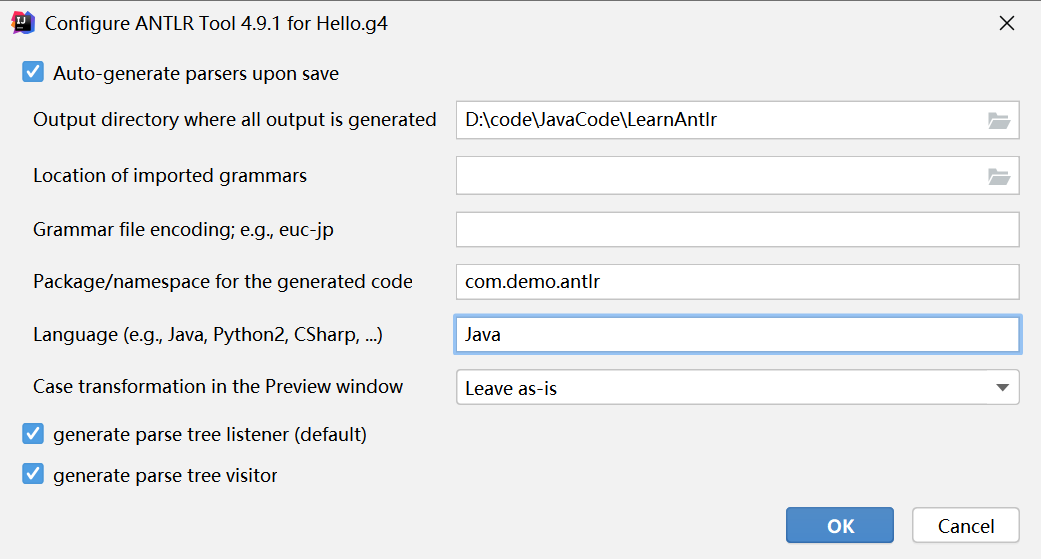 Configure ANTLR Tool 4.9.1 for Hello.g4
Auto-generate parsers upon save
Output directory where all output is generated D:\code\JavaCode\LearnAntlr
Location of imported grammars
Grammar file encoding; e.g., euc-jp
Package/namespace for the generated code com.demo.antlr
Language (e.g., Java, Python2, CSharp, ...) Java
Case transformation in the Preview window Leave as-is
generate parse tree listener (default)
generate parse tree visitor
OK Cancel